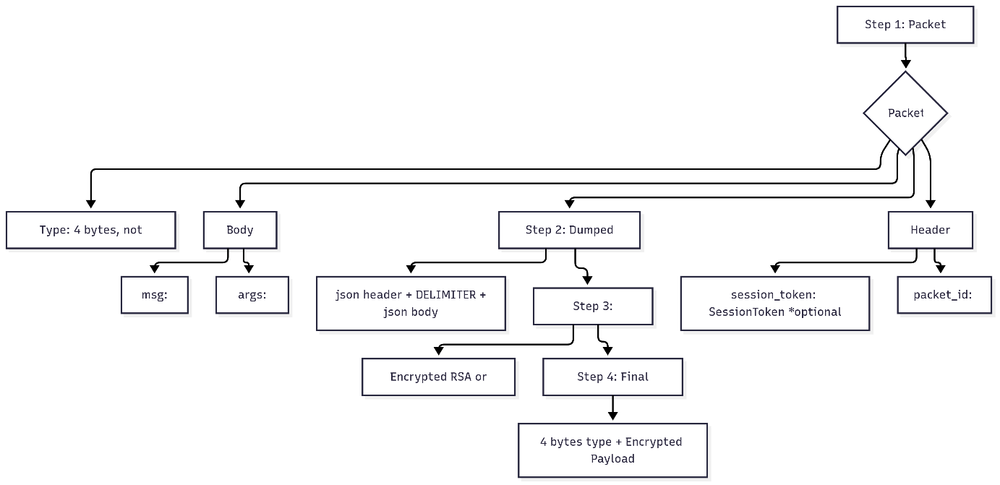 Step 1: Packet
Packet
Type: 4 bytes, not
Body
Step 2: Dumped
Header
msg:
args:
json header + DELIMITER +
json body
Step 3:
session_token:
SessionToken *optional
packet_id:
Encrypted RSA or
Step 4: Final
4 bytes type + Encrypted
Payload